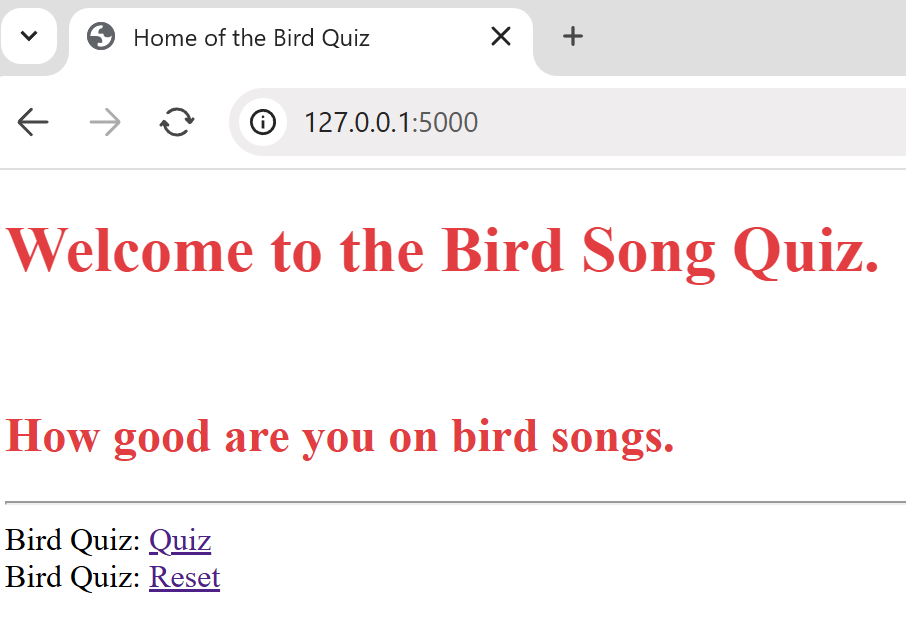 Home of the Bird Quiz
127.0.0.1:5000
Welcome to the Bird Song Quiz.
How good are you on bird songs.
Bird Quiz: Quiz
Bird Quiz: Reset